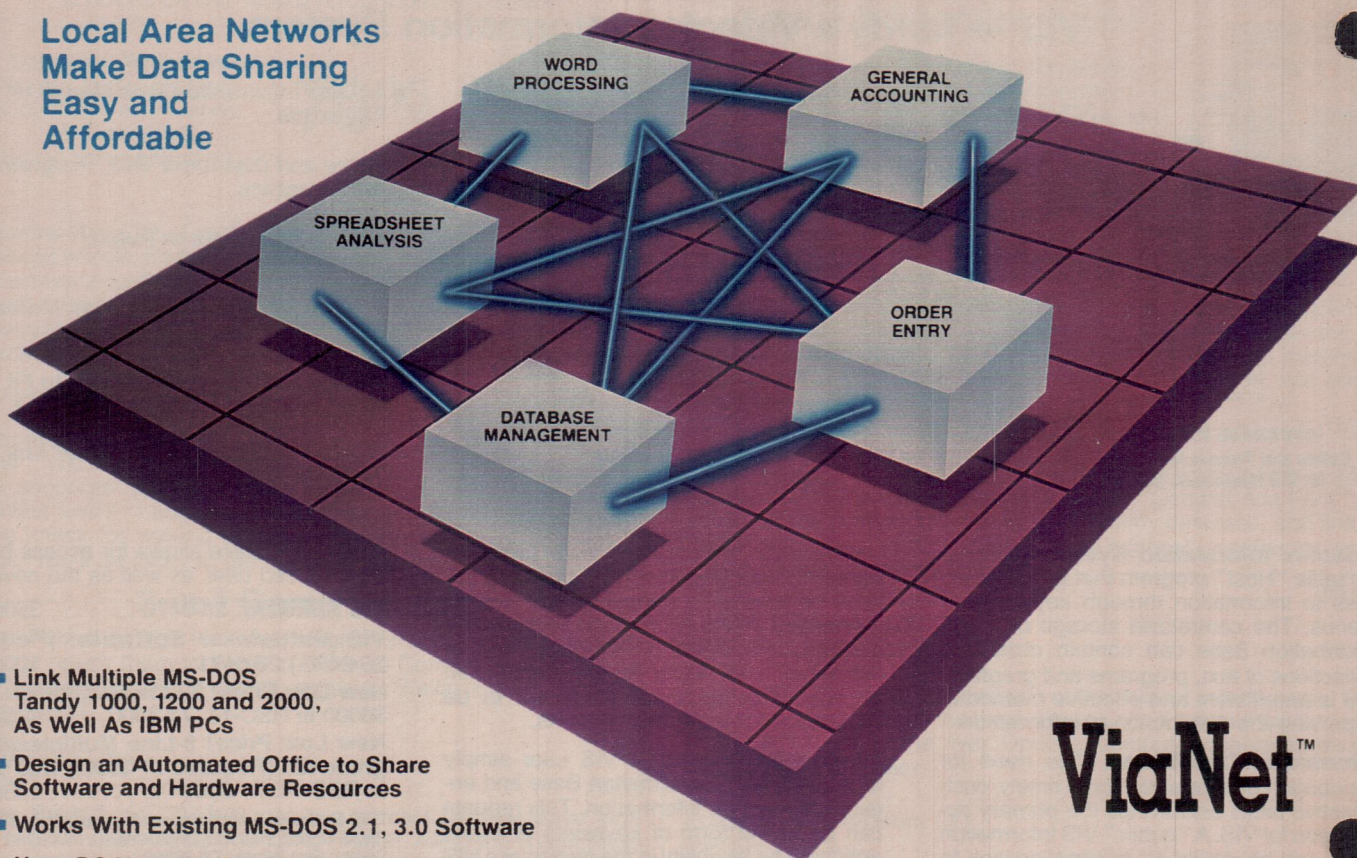 Local Area Networks
Make Data Sharing
Easy and
Affordable
WORD
PROCESSING
GENERAL
ACCOUNTING
SPREADSHEET
ANALYSIS
ORDER
ENTRY
DATABASE
MANAGEMENT
▪ Link Multiple MS-DOS
Tandy 1000, 1200 and 2000,
As Well As IBM PCs
▪ Design an Automated Office to Share
Software and Hardware Resources
▪ Works With Existing MS-DOS 2.1, 3.0 Software
ViaNet™